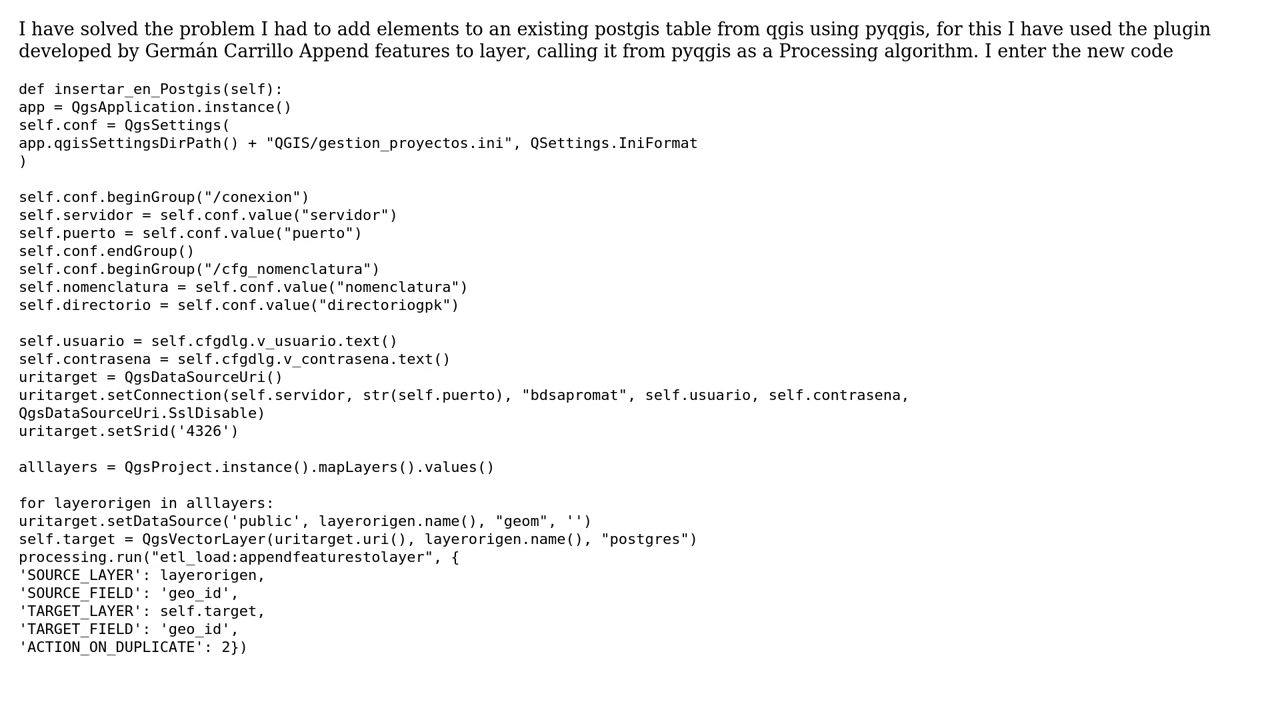 I have solved the problem I had to add elements to an existing postgis table from qgis using pyqgis, for this I have used the plugin
developed by Germán Carrillo Append features to layer, calling it from pyqgis as a Processing algorithm. I enter the new code
def insertar_en_Postgis(self):
app = QgsApplication.instance()
self.conf = QgsSettings(
app.qgisSettingsDirPath() + "QGIS/gestion_proyectos.ini", QSettings.IniFormat
)
self.conf.beginGroup("/conexion")
self.servidor = self.conf.value("servidor")
self.puerto = self.conf.value("puerto")
self.conf.endGroup()
self.conf.beginGroup("/cfg_nomenclatura")
self.nomenclatura = self.conf.value("nomenclatura")
self.directorio = self.conf.value("directoriogpk")
self.usuario = self.cfgdlg.v_usuario.text()
self.contrasena = self.cfgdlg.v_contrasena.text()
uritarget = QgsDataSourceUri()
uritarget.setConnection(self.servidor, str(self.puerto), "bdsapromat", self.usuario, self.contrasena,
QgsDataSourceUri.SslDisable)
uritarget.setSrid('4326')
alllayers = QgsProject.instance().mapLayers().values()
for layerorigen in alllayers:
uritarget.setDataSource('public', layerorigen.name(), "geom", '')
self.target = QgsVectorLayer(uritarget.uri(), layerorigen.name(), "postgres")
processing.run("etl_load:appendfeaturestolayer", {
'SOURCE_LAYER': layerorigen,
'SOURCE_FIELD': 'geo_id',
'TARGET_LAYER': self.target,
'TARGET_FIELD': 'geo_id',
'ACTION_ON_DUPLICATE': 2})